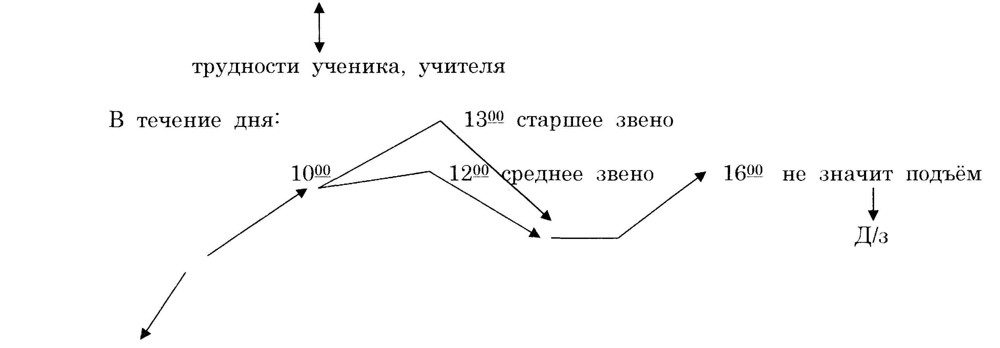 трудности ученика, учителя
В течение дня:
1300 старшее звено
1000
1200 среднее звено
1600 не значит подъём
Д/з